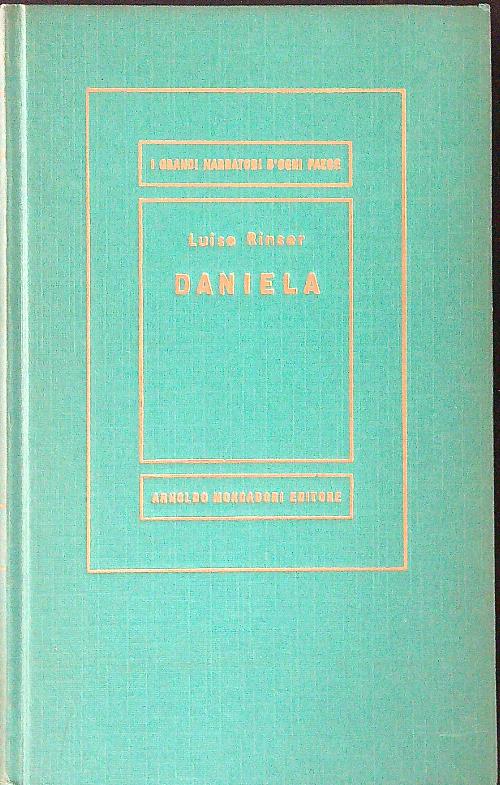 I GRANDI NARRATORI D'OGNI PAESE
Luise Rinser
DANIELA
ARNOLDO MONDADORI EDITORE